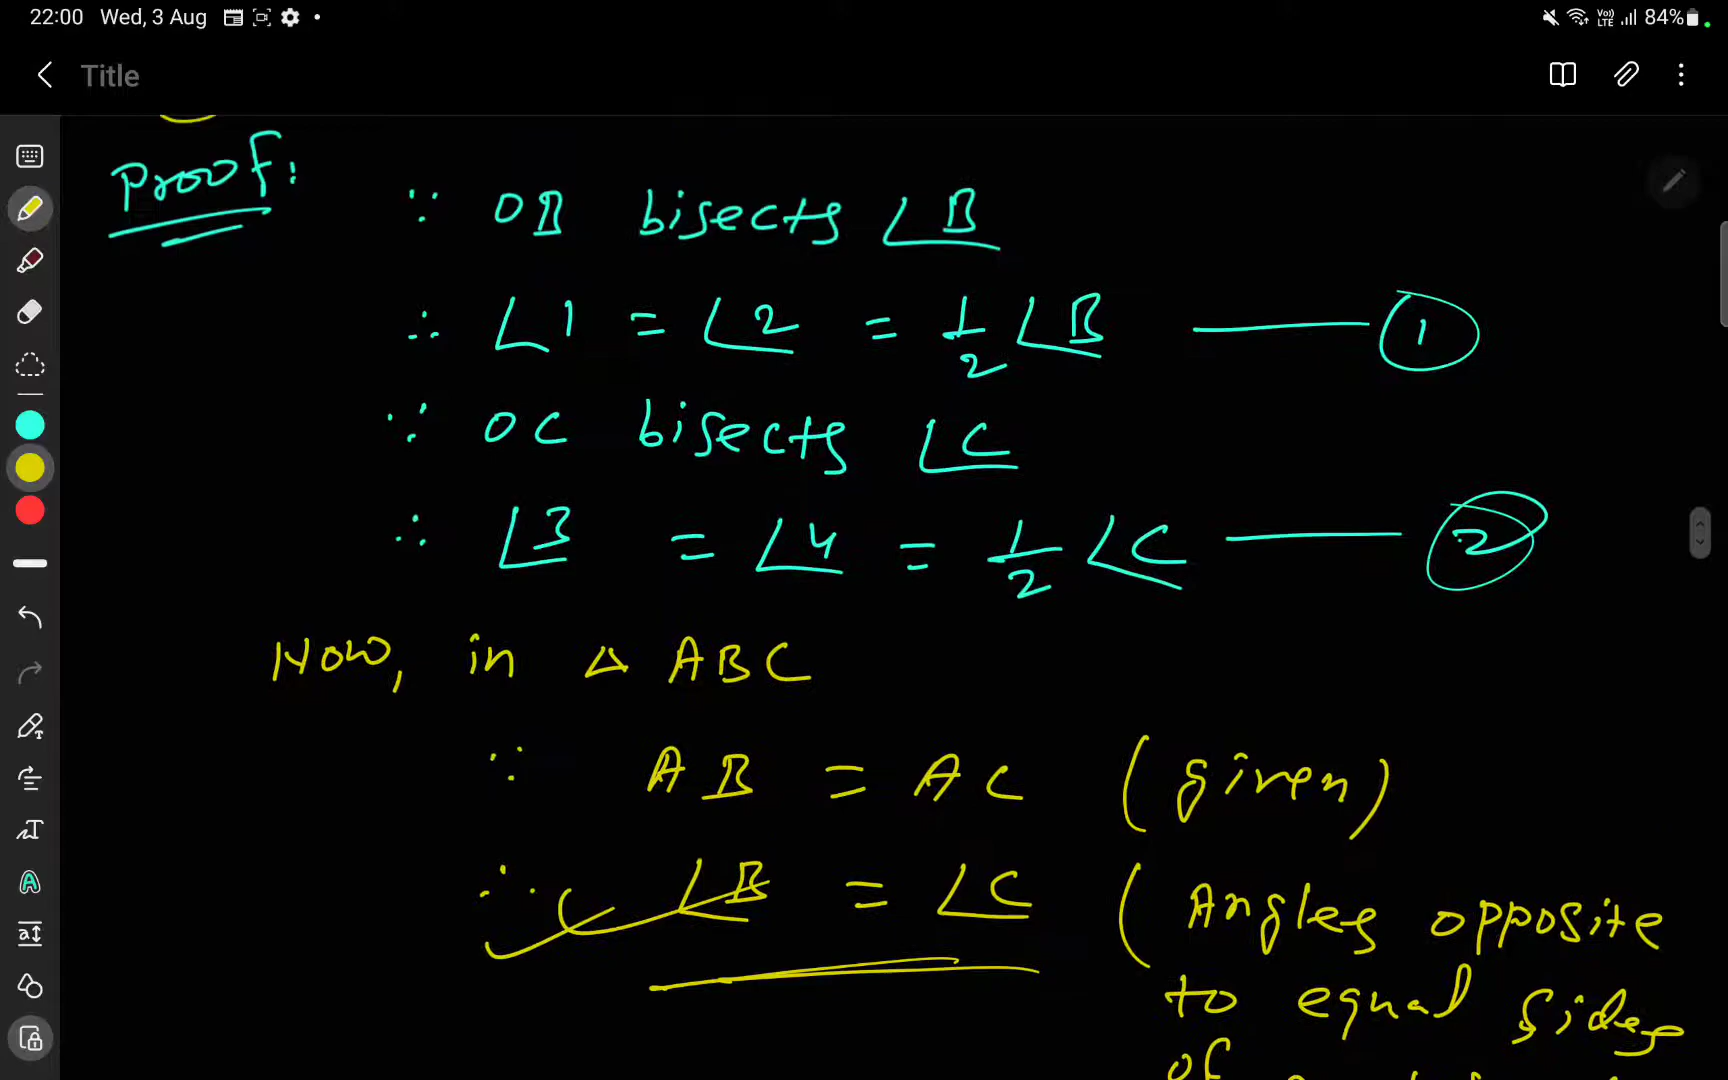 22:00 Wed, 3 Aug
84%
Title
Proof:
∵ OB bisects ∠B
∴ ∠1 = ∠2 = 1/2 ∠B ——— ①
∵ OC bisects ∠C
∴ ∠3 = ∠4 = 1/2 ∠C ——— ②
Now, in △ ABC
∵ AB = AC (given)
∴ ∠B = ∠C (Angles opposite
to equal sides
of